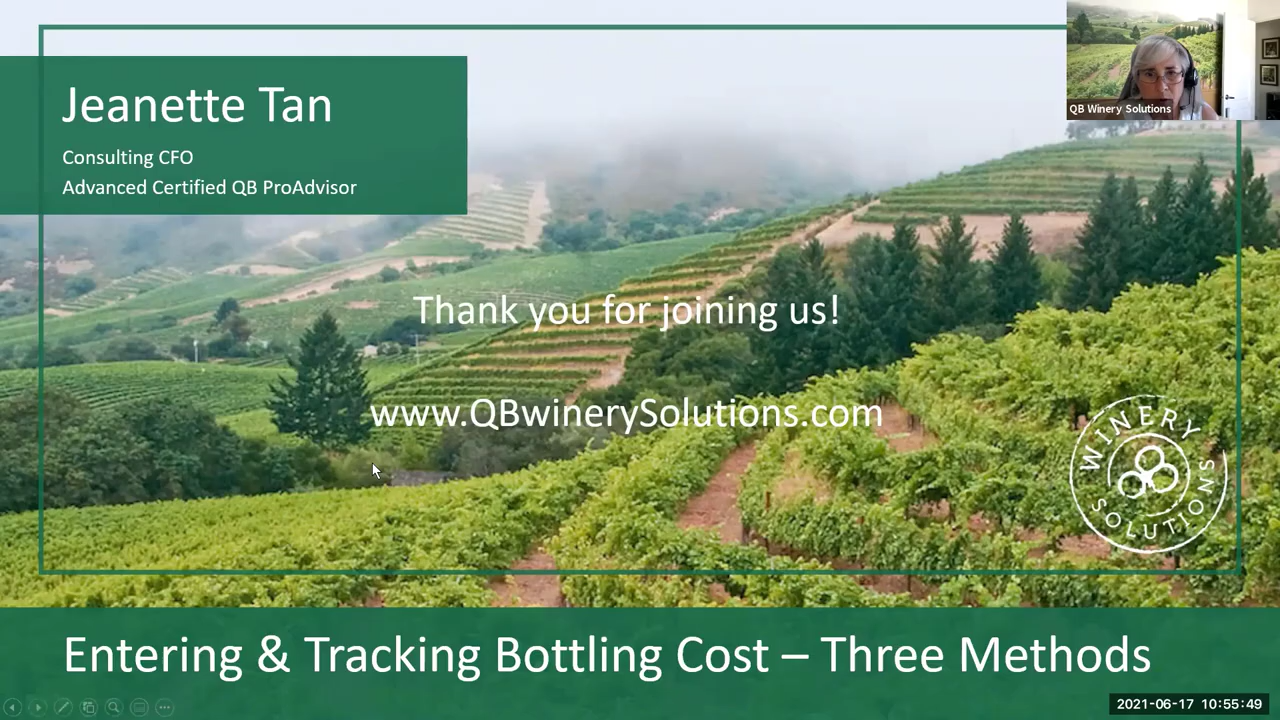 Jeanette Tan
Consulting CFO
Advanced Certified QB ProAdvisor
QB Winery Solutions
Thank you for joining us!
www.QBwinerySolutions.com
WINERY
SOLUTIONS
Entering & Tracking Bottling Cost – Three Methods
2021-06-17 10:55:49